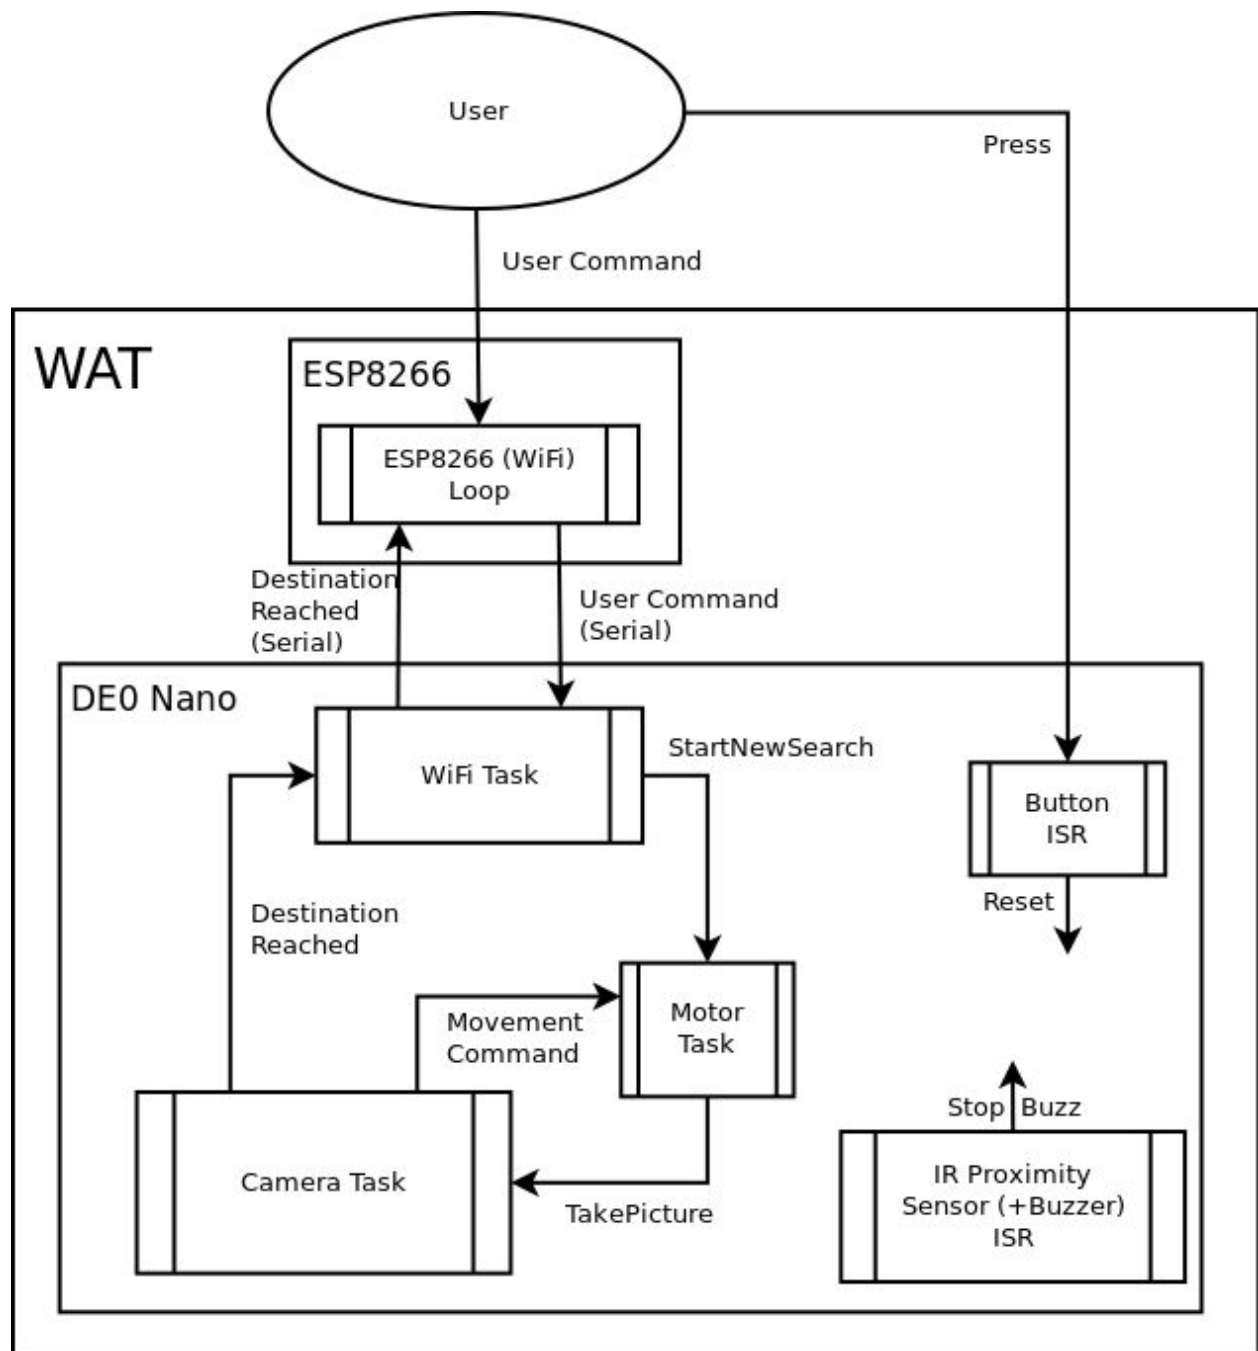 User
Press
User Command
WAT
ESP8266
ESP8266 (WiFi)
Loop
Destination
Reached
(Serial)
User Command
(Serial)
DE0 Nano
WiFi Task
StartNewSearch
Button
ISR
Reset
Destination
Reached
Movement
Command
Motor
Task
Stop Buzz
Camera Task
TakePicture
IR Proximity
Sensor (+Buzzer)
ISR